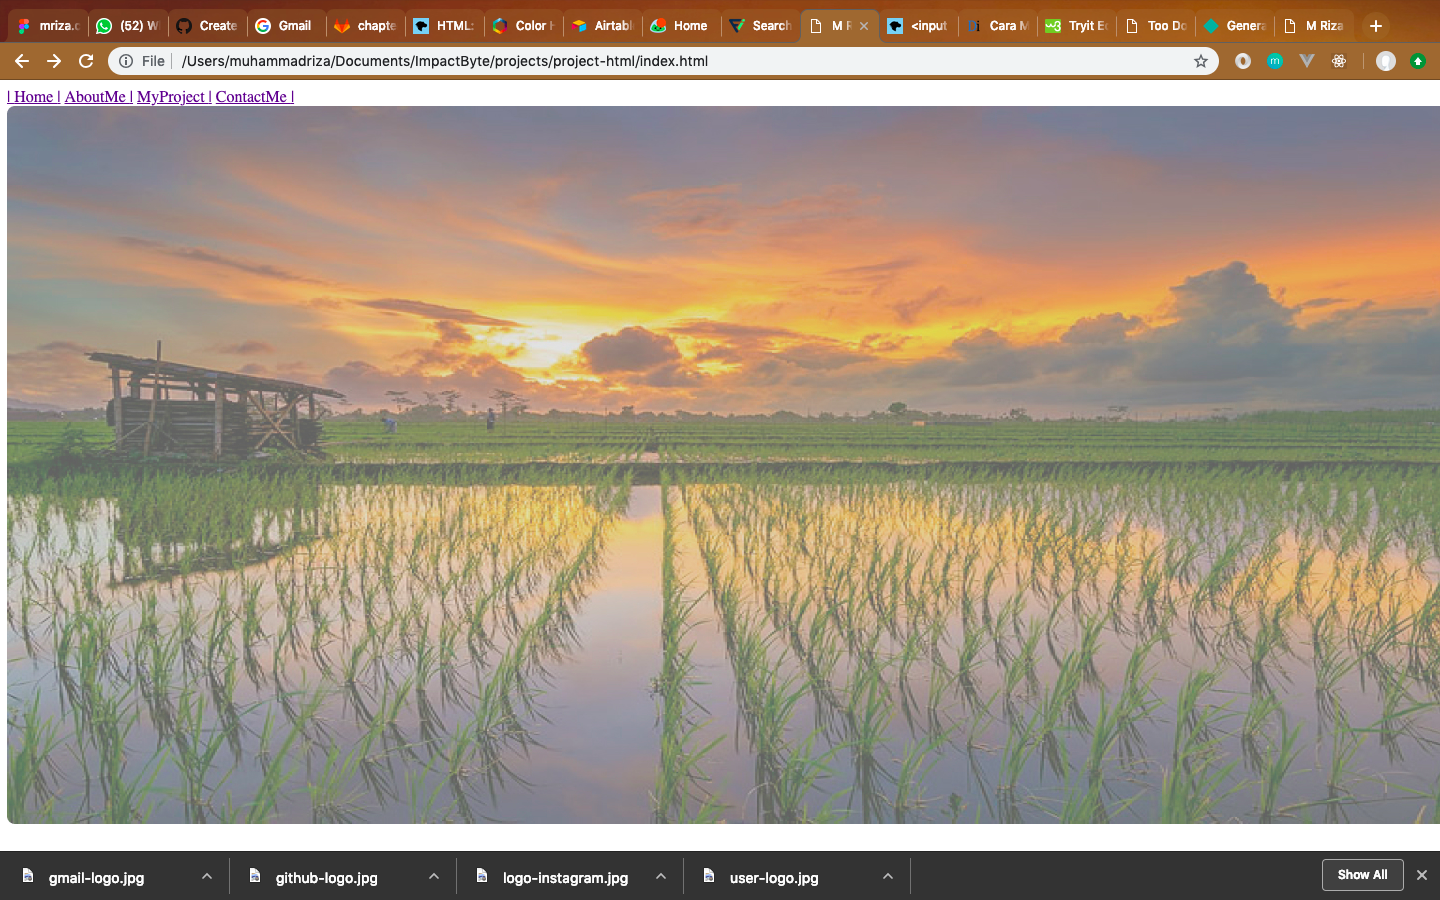 mriza.c (52) W Create Gmail chapte HTML: Color H Airtabl Home Search M R <input Cara M Tryit Ed Too Do Genera M Riza
File /Users/muhammadriza/Documents/ImpactByte/projects/project-html/index.html
| Home | AboutMe | MyProject | ContactMe |
gmail-logo.jpg github-logo.jpg logo-instagram.jpg user-logo.jpg Show All